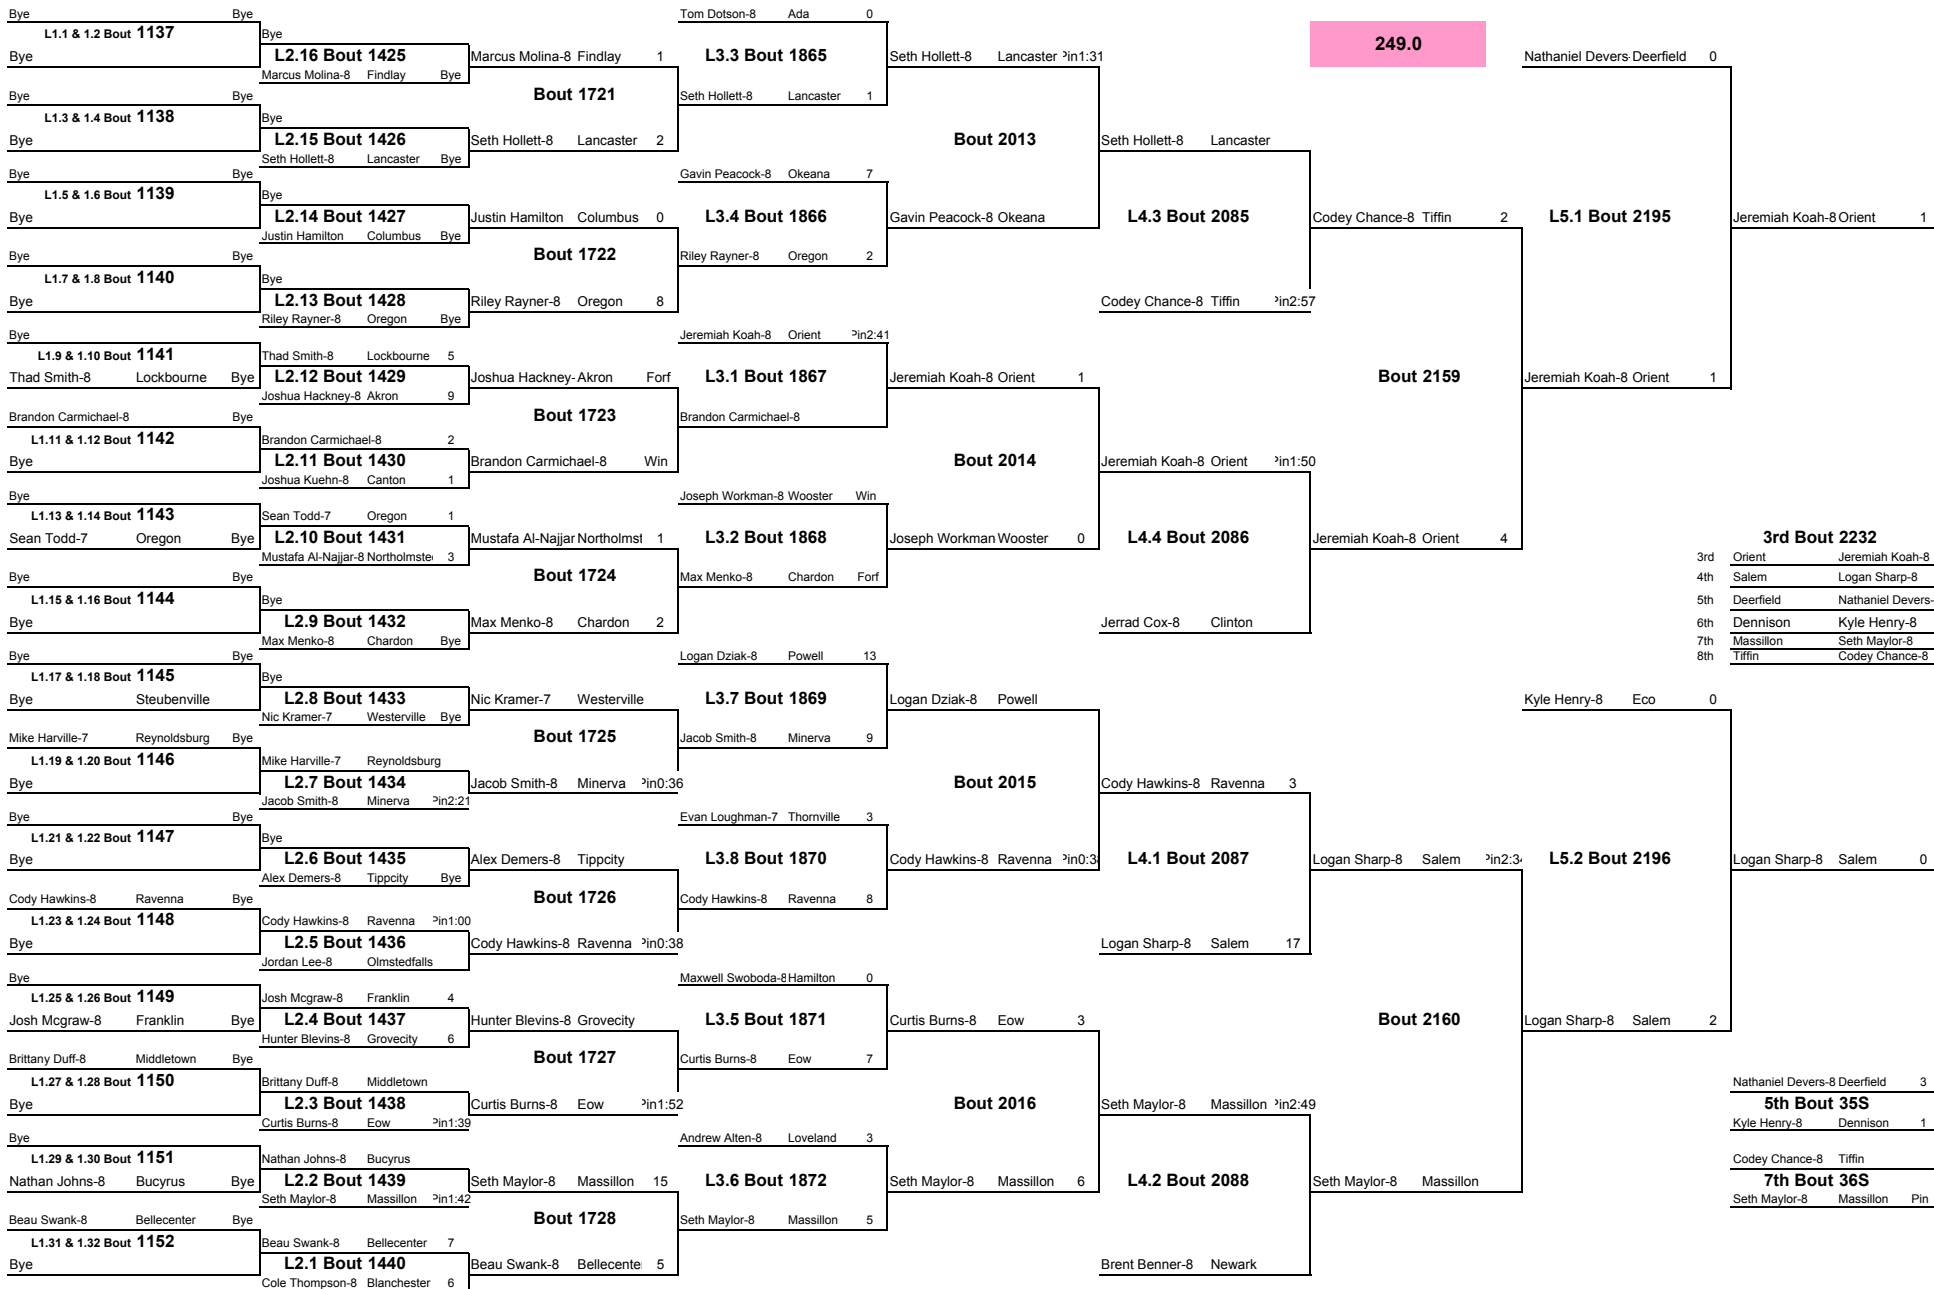 Bye Bye
L1.1 & 1.2 Bout 1137
Bye
Bye Bye
L1.3 & 1.4 Bout 1138
Bye
Bye Bye
L1.5 & 1.6 Bout 1139
Bye
Bye Bye
L1.7 & 1.8 Bout 1140
Bye
Bye
L1.9 & 1.10 Bout 1141
Thad Smith-8 Lockbourne Bye
Brandon Carmichael-8 Bye
L1.11 & 1.12 Bout 1142
Bye
Bye
L1.13 & 1.14 Bout 1143
Sean Todd-7 Oregon Bye
Bye Bye
L1.15 & 1.16 Bout 1144
Bye
Bye Bye
L1.17 & 1.18 Bout 1145
Bye Steubenville
Mike Harville-7 Reynoldsburg Bye
L1.19 & 1.20 Bout 1146
Bye
Bye Bye
L1.21 & 1.22 Bout 1147
Bye
Cody Hawkins-8 Ravenna Bye
L1.23 & 1.24 Bout 1148
Bye
Bye
L1.25 & 1.26 Bout 1149
Josh Mcgraw-8 Franklin Bye
Brittany Duff-8 Middletown Bye
L1.27 & 1.28 Bout 1150
Bye
Bye
L1.29 & 1.30 Bout 1151
Nathan Johns-8 Bucyrus Bye
Beau Swank-8 Bellecenter Bye
L1.31 & 1.32 Bout 1152
Bye
Bye
L2.16 Bout 1425
Marcus Molina-8 Findlay Bye
Bye
L2.15 Bout 1426
Seth Hollett-8 Lancaster Bye
Bye
L2.14 Bout 1427
Justin Hamilton Columbus Bye
Bye
L2.13 Bout 1428
Riley Rayner-8 Oregon Bye
Thad Smith-8 Lockbourne 5
L2.12 Bout 1429
Joshua Hackney-8 Akron 9
Brandon Carmichael-8 2
L2.11 Bout 1430
Joshua Kuehn-8 Canton 1
Sean Todd-7 Oregon 1
L2.10 Bout 1431
Mustafa Al-Najjar-8 Northolmste 3
Bye
L2.9 Bout 1432
Max Menko-8 Chardon Bye
Bye
L2.8 Bout 1433
Nic Kramer-7 Westerville Bye
Mike Harville-7 Reynoldsburg
L2.7 Bout 1434
Jacob Smith-8 Minerva Pin2:21
Bye
L2.6 Bout 1435
Alex Demers-8 Tippcity Bye
Cody Hawkins-8 Ravenna Pin1:00
L2.5 Bout 1436
Jordan Lee-8 Olmstedfalls
Josh Mcgraw-8 Franklin 4
L2.4 Bout 1437
Hunter Blevins-8 Grovecity 6
Brittany Duff-8 Middletown
L2.3 Bout 1438
Curtis Burns-8 Eow Pin1:39
Nathan Johns-8 Bucyrus
L2.2 Bout 1439
Seth Maylor-8 Massillon Pin1:42
Beau Swank-8 Bellecenter 7
L2.1 Bout 1440
Cole Thompson-8 Blanchester 6
Marcus Molina-8 Findlay 1
Bout 1721
Seth Hollett-8 Lancaster 2
Justin Hamilton Columbus 0
Bout 1722
Riley Rayner-8 Oregon 8
Joshua Hackney- Akron Forf
Bout 1723
Brandon Carmichael-8 Win
Mustafa Al-Najjar Northolmst 1
Bout 1724
Max Menko-8 Chardon 2
Nic Kramer-7 Westerville
Bout 1725
Jacob Smith-8 Minerva Pin0:36
Alex Demers-8 Tippcity
Bout 1726
Cody Hawkins-8 Ravenna Pin0:38
Hunter Blevins-8 Grovecity
Bout 1727
Curtis Burns-8 Eow Pin1:52
Seth Maylor-8 Massillon 15
Bout 1728
Beau Swank-8 Bellecente 5
Tom Dotson-8 Ada 0
L3.3 Bout 1865
Seth Hollett-8 Lancaster 1
Gavin Peacock-8 Okeana 7
L3.4 Bout 1866
Riley Rayner-8 Oregon 2
Jeremiah Koah-8 Orient Pin2:41
L3.1 Bout 1867
Brandon Carmichael-8
Joseph Workman-8 Wooster Win
L3.2 Bout 1868
Max Menko-8 Chardon Forf
Logan Dziak-8 Powell 13
L3.7 Bout 1869
Jacob Smith-8 Minerva 9
Evan Loughman-7 Thornville 3
L3.8 Bout 1870
Cody Hawkins-8 Ravenna 8
Maxwell Swoboda-8 Hamilton 0
L3.5 Bout 1871
Curtis Burns-8 Eow 7
Andrew Alten-8 Loveland 3
L3.6 Bout 1872
Seth Maylor-8 Massillon 5
Seth Hollett-8 Lancaster Pin1:31
Bout 2013
Gavin Peacock-8 Okeana
Jeremiah Koah-8 Orient 1
Bout 2014
Joseph Workman Wooster 0
Logan Dziak-8 Powell
Bout 2015
Cody Hawkins-8 Ravenna Pin0:3
Curtis Burns-8 Eow 3
Bout 2016
Seth Maylor-8 Massillon 6
Seth Hollett-8 Lancaster
L4.3 Bout 2085
Codey Chance-8 Tiffin Pin2:57
Jeremiah Koah-8 Orient Pin1:50
L4.4 Bout 2086
Jerrad Cox-8 Clinton
Cody Hawkins-8 Ravenna 3
L4.1 Bout 2087
Logan Sharp-8 Salem 17
Seth Maylor-8 Massillon Pin2:49
L4.2 Bout 2088
Brent Benner-8 Newark
249.0
Codey Chance-8 Tiffin 2
Bout 2159
Jeremiah Koah-8 Orient 4
Logan Sharp-8 Salem Pin2:34
Bout 2160
Seth Maylor-8 Massillon
Nathaniel Devers Deerfield 0
L5.1 Bout 2195
Jeremiah Koah-8 Orient 1
Kyle Henry-8 Eco 0
L5.2 Bout 2196
Logan Sharp-8 Salem 2
Jeremiah Koah-8 Orient 1
3rd Bout 2232
3rd Orient Jeremiah Koah-8
4th Salem Logan Sharp-8
5th Deerfield Nathaniel Devers-
6th Dennison Kyle Henry-8
7th Massillon Seth Maylor-8
8th Tiffin Codey Chance-8
Logan Sharp-8 Salem 0
Nathaniel Devers-8 Deerfield 3
5th Bout 35S
Kyle Henry-8 Dennison 1
Codey Chance-8 Tiffin
7th Bout 36S
Seth Maylor-8 Massillon Pin